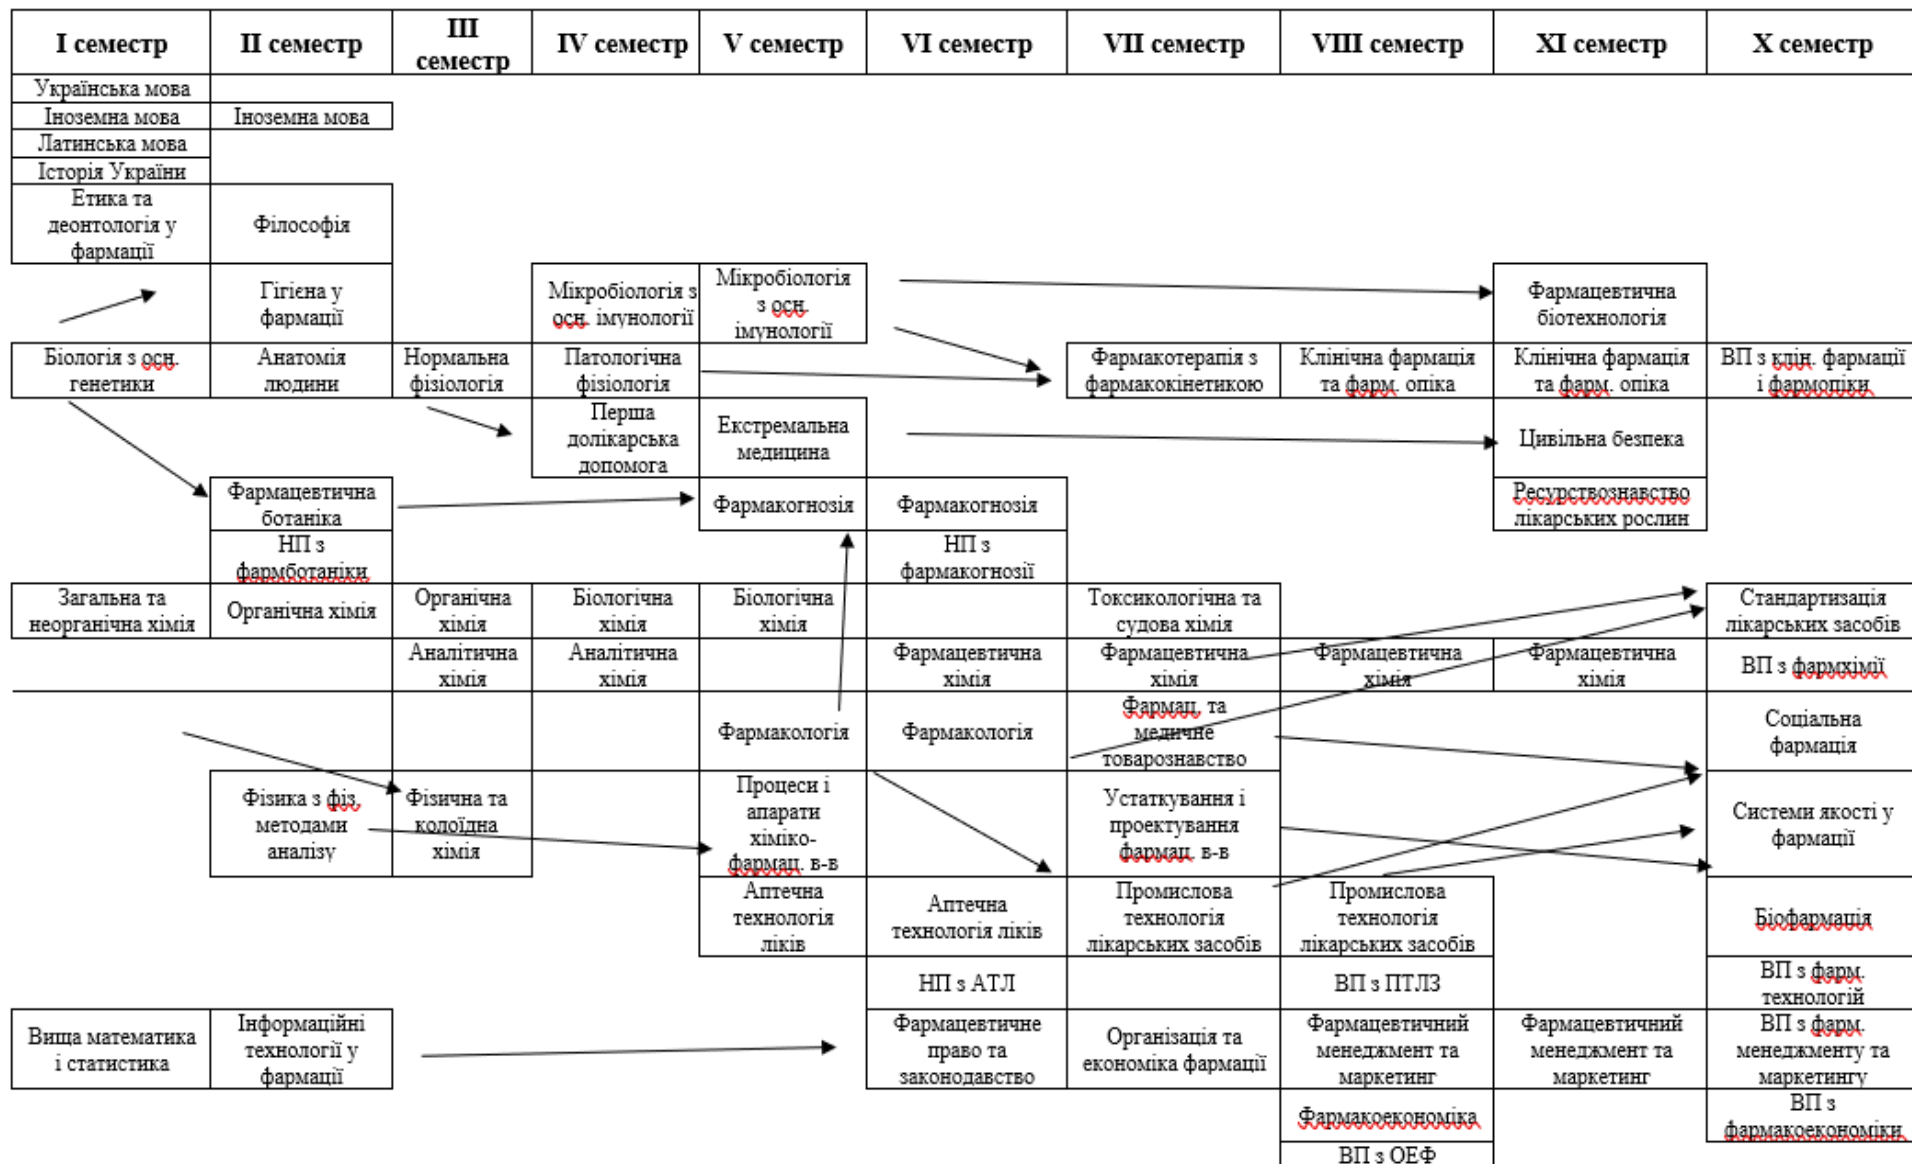 I семестр
II семестр
III
семестр
IV семестр
V семестр
VI семестр
VII семестр
VIII семестр
XI семестр
X семестр
Українська мова
Іноземна мова
Іноземна мова
Латинська мова
Історія України
Етика та
деонтологія у
фармації
Філософія
Гігієна у
фармації
Мікробіологія з
осн. імунології
Мікробіологія
з осн.
імунології
Фармацевтична
біотехнологія
Біологія з осн.
генетики
Анатомія
людини
Нормальна
фізіологія
Патологічна
фізіологія
Фармакотерапія з
фармакокінетикою
Клінічна фармація
та фарм. опіка
Клінічна фармація
та фарм. опіка
ВП з клін. фармації
і фармопіки
Перша
долікарська
допомога
Екстремальна
медицина
Цивільна безпека
Фармацевтична
ботаніка
Фармакогнозія
Фармакогнозія
Ресурствознавство
лікарських рослин
НП з
фармботаніки
НП з
фармакогнозії
Загальна та
неорганічна хімія
Органічна хімія
Органічна
хімія
Біологічна
хімія
Біологічна
хімія
Токсикологічна та
судова хімія
Стандартизація
лікарських засобів
Аналітична
хімія
Аналітична
хімія
Фармацевтична
хімія
Фармацевтична
хімія
Фармацевтична
хімія
Фармацевтична
хімія
ВП з фармхімії
Фармакологія
Фармакологія
Фармац. та
медичне
товарознавство
Соціальна
фармація
Фізика з фіз.
методами
аналізу
Фізична та
колоїдна
хімія
Процеси і
апарати
хіміко-
фармац. в-в
Устаткування і
проектування
фармац. в-в
Системи якості у
фармації
Аптечна
технологія
ліків
Аптечна
технологія ліків
Промислова
технологія
лікарських засобів
Промислова
технологія
лікарських засобів
Біофармація
НП з АТЛ
ВП з ПТЛЗ
ВП з фарм.
технологій
Вища математика
і статистика
Інформаційні
технології у
фармації
Фармацевтичне
право та
законодавство
Організація та
економіка фармації
Фармацевтичний
менеджмент та
маркетинг
Фармацевтичний
менеджмент та
маркетинг
ВП з фарм.
менеджменту та
маркетингу
Фармакоекономіка
ВП з
фармакоекономіки
ВП з ОЕФ